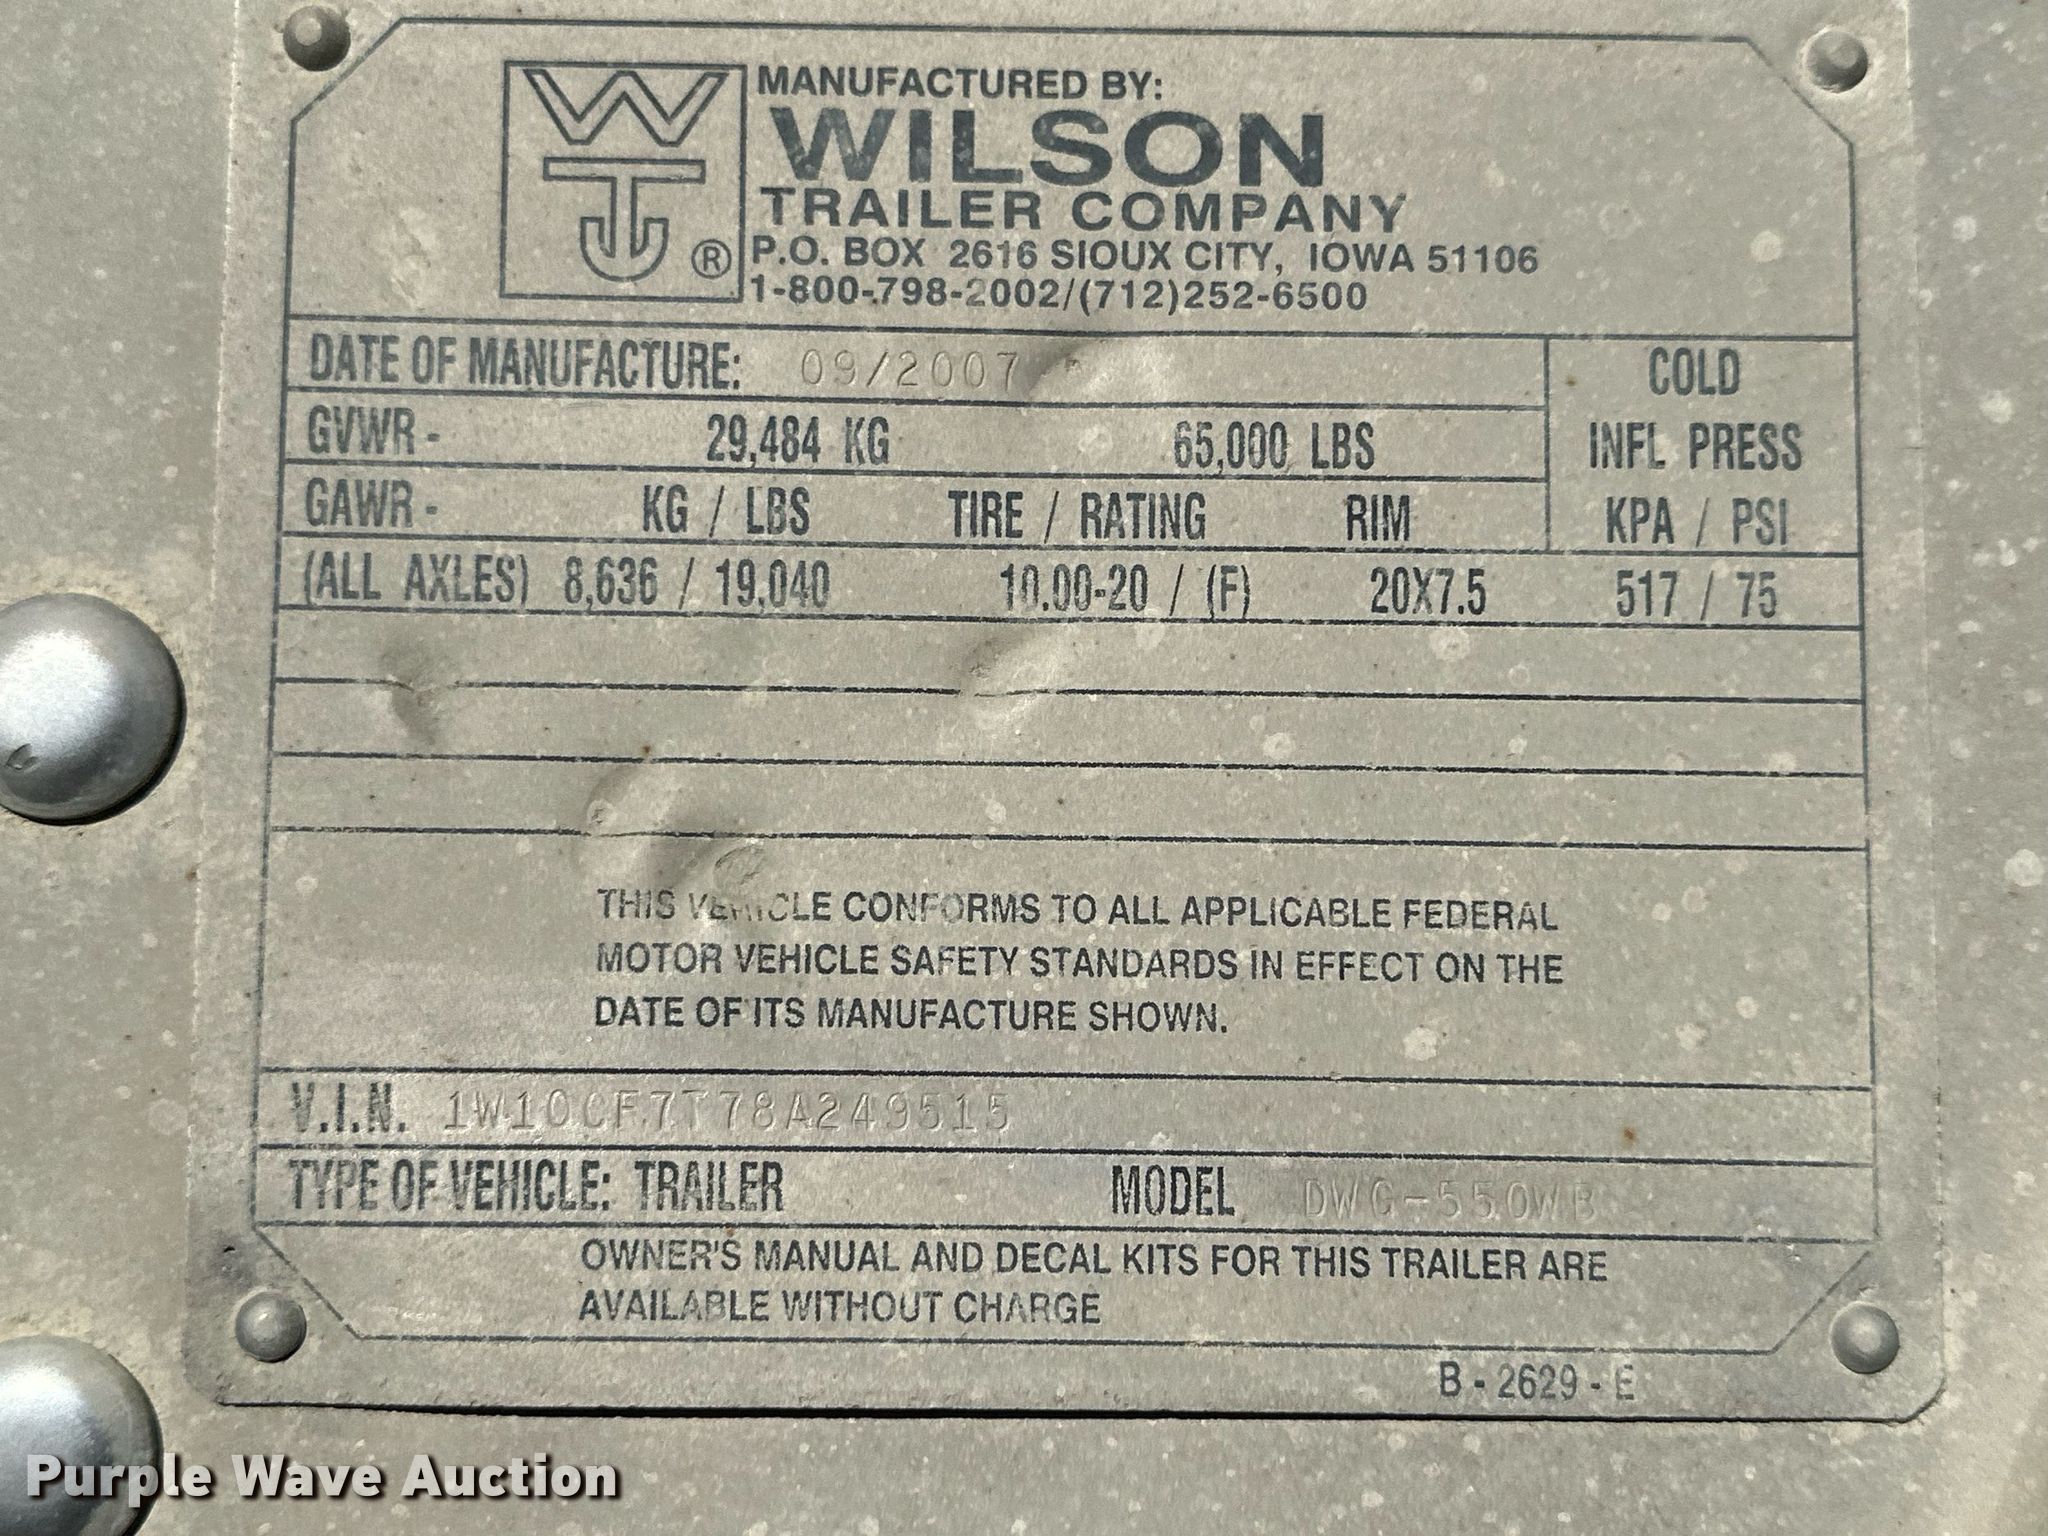 WT
®
MANUFACTURED BY:
WILSON
TRAILER COMPANY
P.O. BOX 2616 SIOUX CITY, IOWA 51106
1-800-798-2002/(712)252-6500
DATE OF MANUFACTURE: 09/2007
COLD
GVWR - 29,484 KG 65,000 LBS
INFL PRESS
GAWR - KG / LBS TIRE / RATING RIM KPA / PSI
(ALL AXLES) 8,636 / 19,040 10.00-20 / (F) 20X7.5 517 / 75
THIS VEHICLE CONFORMS TO ALL APPLICABLE FEDERAL
MOTOR VEHICLE SAFETY STANDARDS IN EFFECT ON THE
DATE OF ITS MANUFACTURE SHOWN.
V.I.N. 1W10CF7T78A249515
TYPE OF VEHICLE: TRAILER MODEL DWG-550WB
OWNER'S MANUAL AND DECAL KITS FOR THIS TRAILER ARE
AVAILABLE WITHOUT CHARGE
B - 2629 - E
Purple Wave Auction